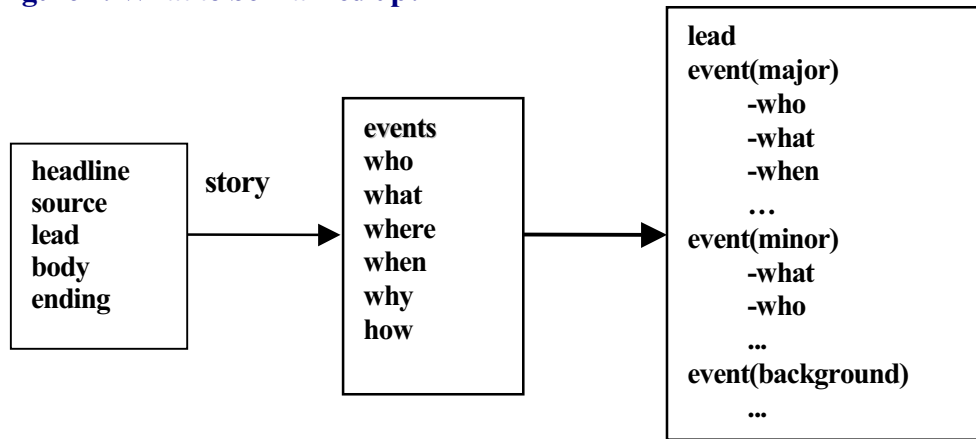 headline
source
lead
body
ending
story
events
who
what
where
when
why
how
lead
event(major)
-who
-what
-when
…
event(minor)
-what
-who
...
event(background)
...